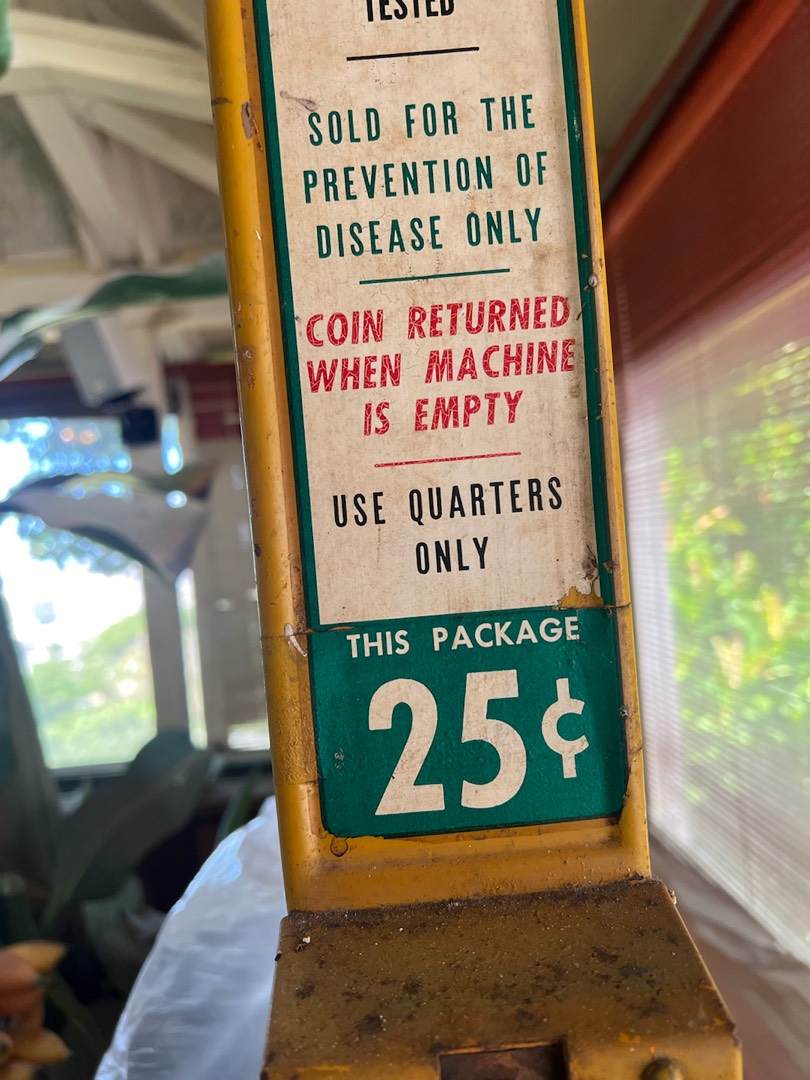 TESTED
SOLD FOR THE
PREVENTION OF
DISEASE ONLY
COIN RETURNED
WHEN MACHINE
IS EMPTY
USE QUARTERS
ONLY
THIS PACKAGE
25¢